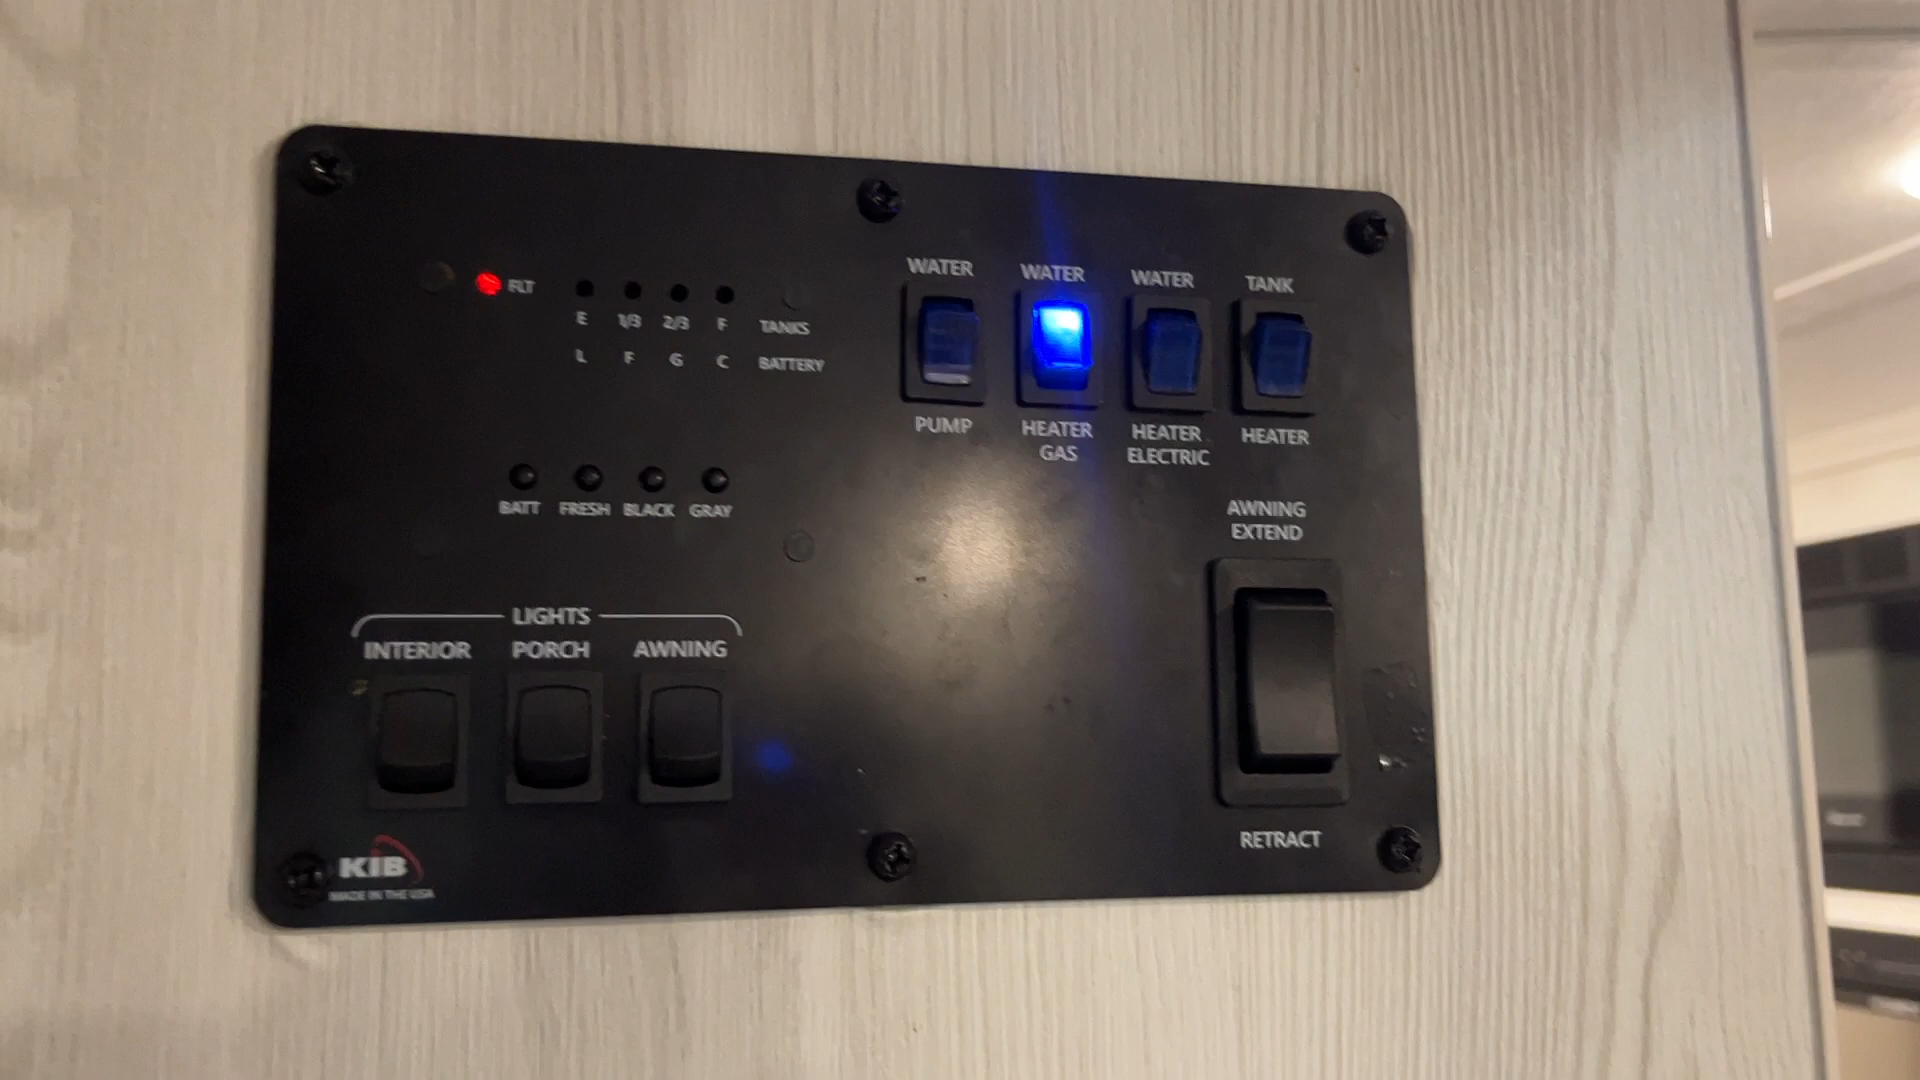 FLT
E 1/3 2/3 F TANKS
L F G C BATTERY
BATT FRESH BLACK GRAY
WATER
PUMP
WATER
HEATER
GAS
WATER
HEATER
ELECTRIC
TANK
HEATER
AWNING
EXTEND
RETRACT
LIGHTS
INTERIOR PORCH AWNING
KIB
MADE IN THE USA